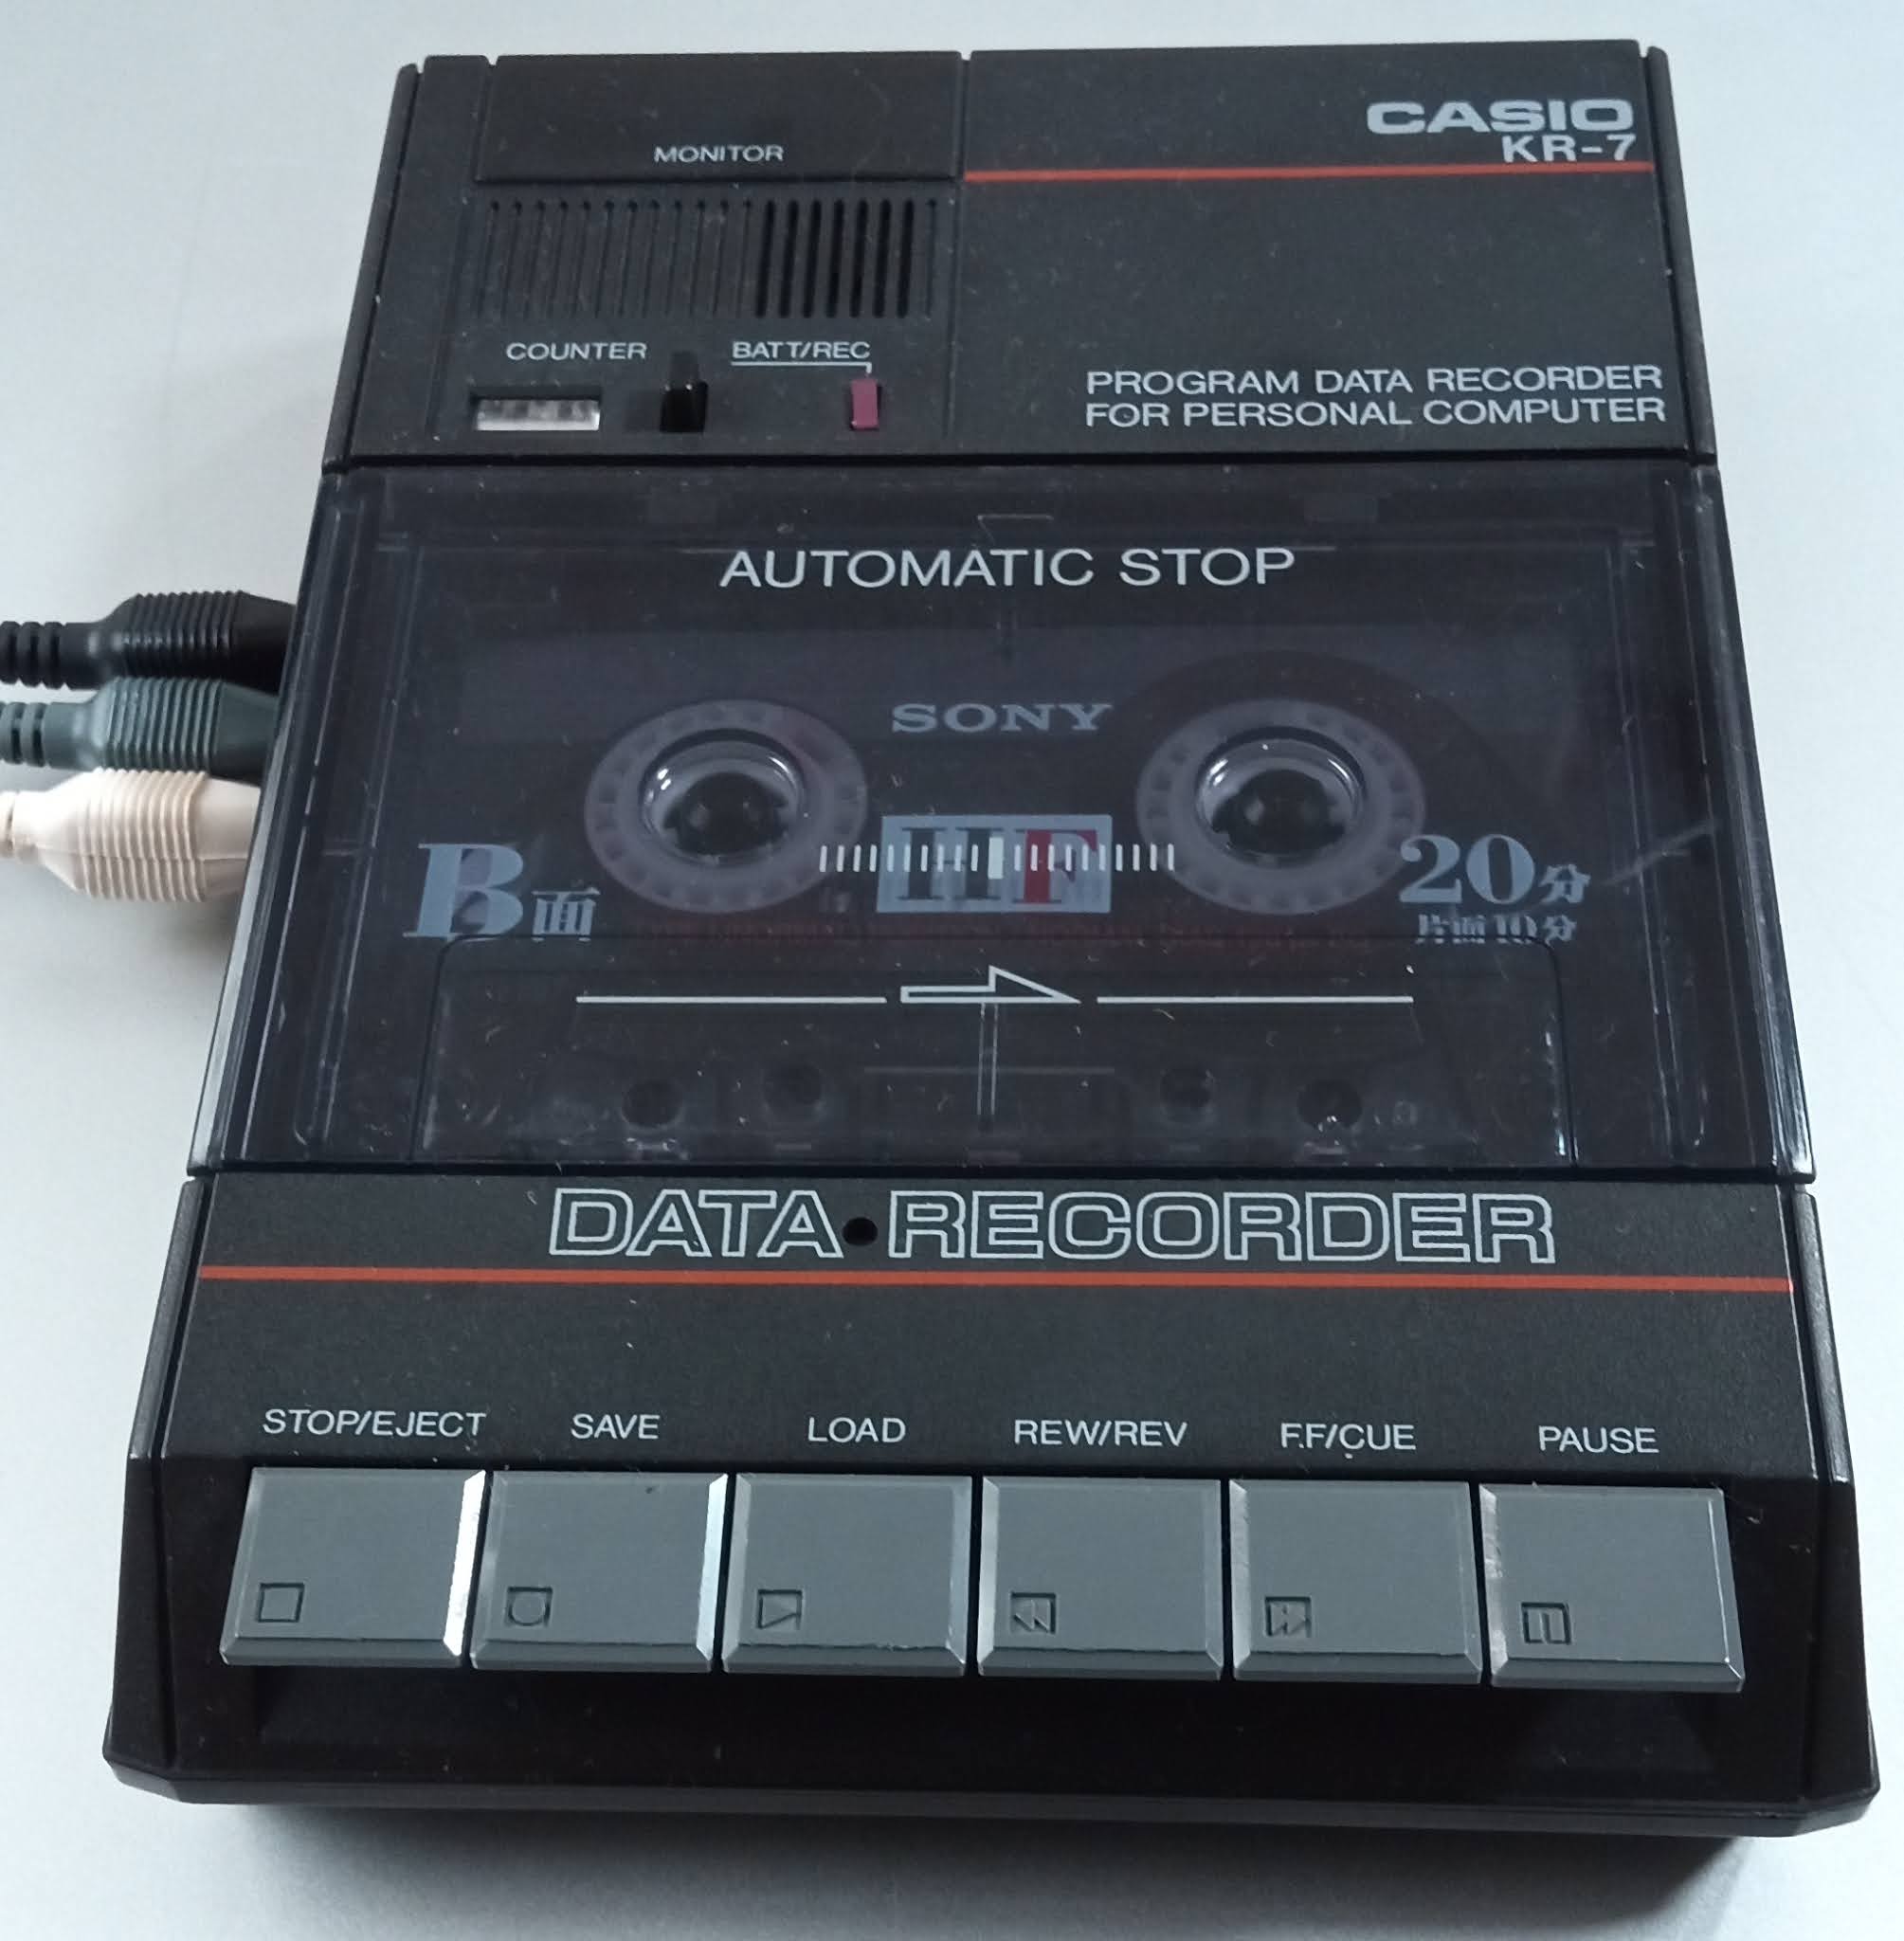 CASIO
KR-7
MONITOR
COUNTER
BATT/REC
PROGRAM DATA RECORDER
FOR PERSONAL COMPUTER
AUTOMATIC STOP
SONY
HF
B面
20分
片面10分
DATA•RECORDER
STOP/EJECT SAVE LOAD REW/REV F.F/CUE PAUSE